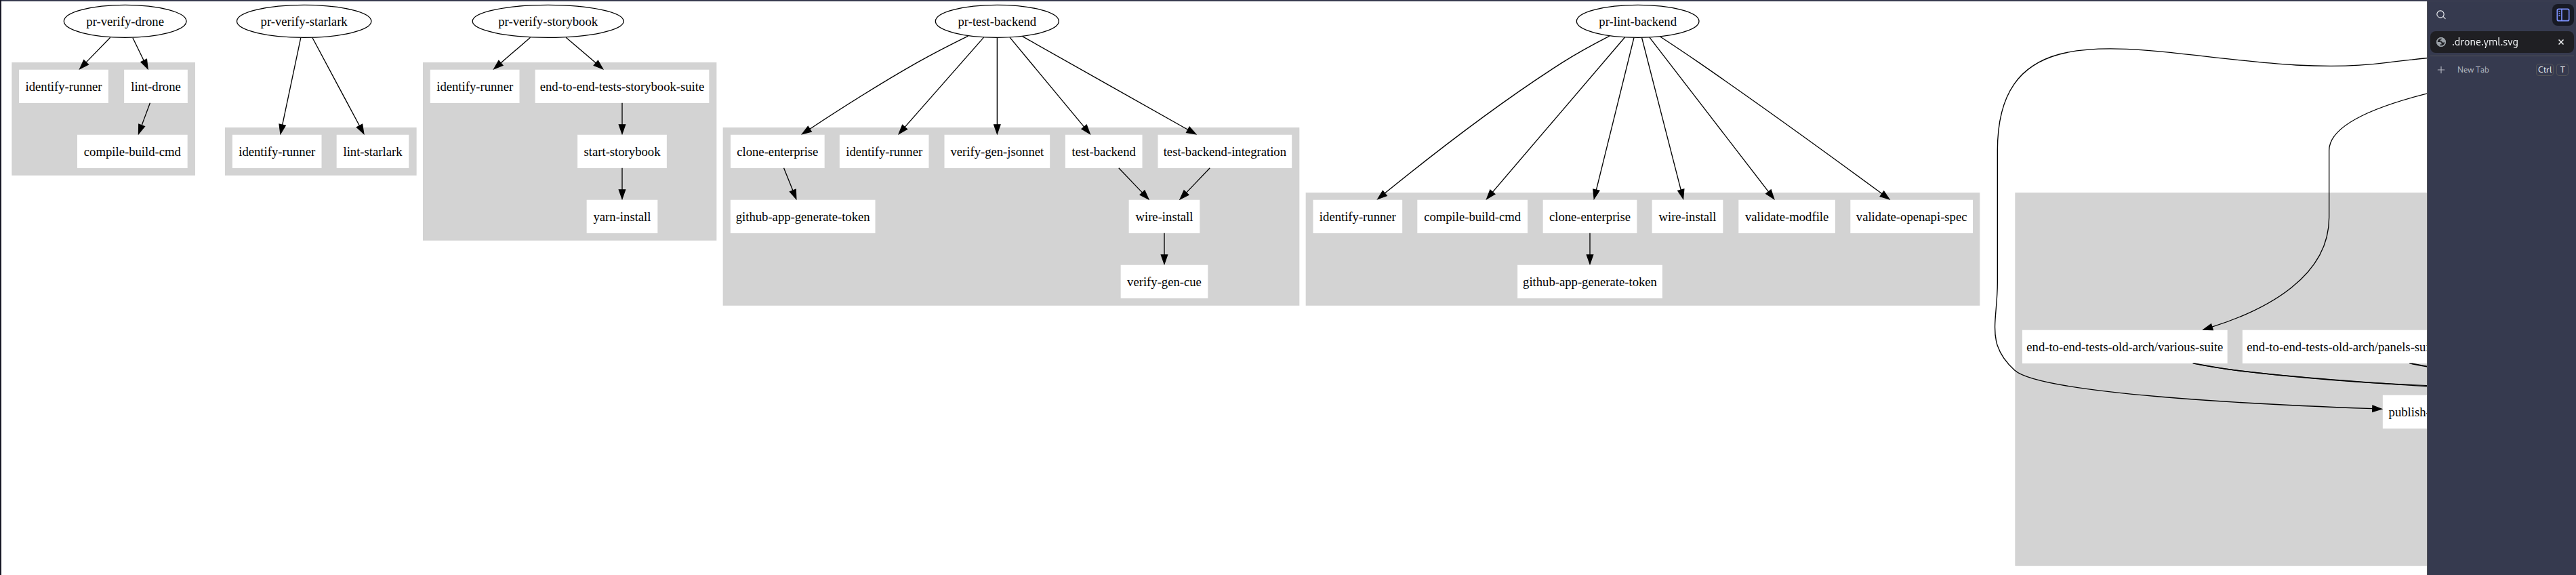 pr-verify-drone
pr-verify-starlark
pr-verify-storybook
pr-test-backend
pr-lint-backend
.drone.yml.svg
New Tab
Ctrl T
identify-runner
lint-drone
identify-runner
end-to-end-tests-storybook-suite
compile-build-cmd
identify-runner
lint-starlark
start-storybook
clone-enterprise
identify-runner
verify-gen-jsonnet
test-backend
test-backend-integration
yarn-install
github-app-generate-token
wire-install
identify-runner
compile-build-cmd
clone-enterprise
wire-install
validate-modfile
validate-openapi-spec
verify-gen-cue
github-app-generate-token
end-to-end-tests-old-arch/various-suite
end-to-end-tests-old-arch/panels-su
publish-